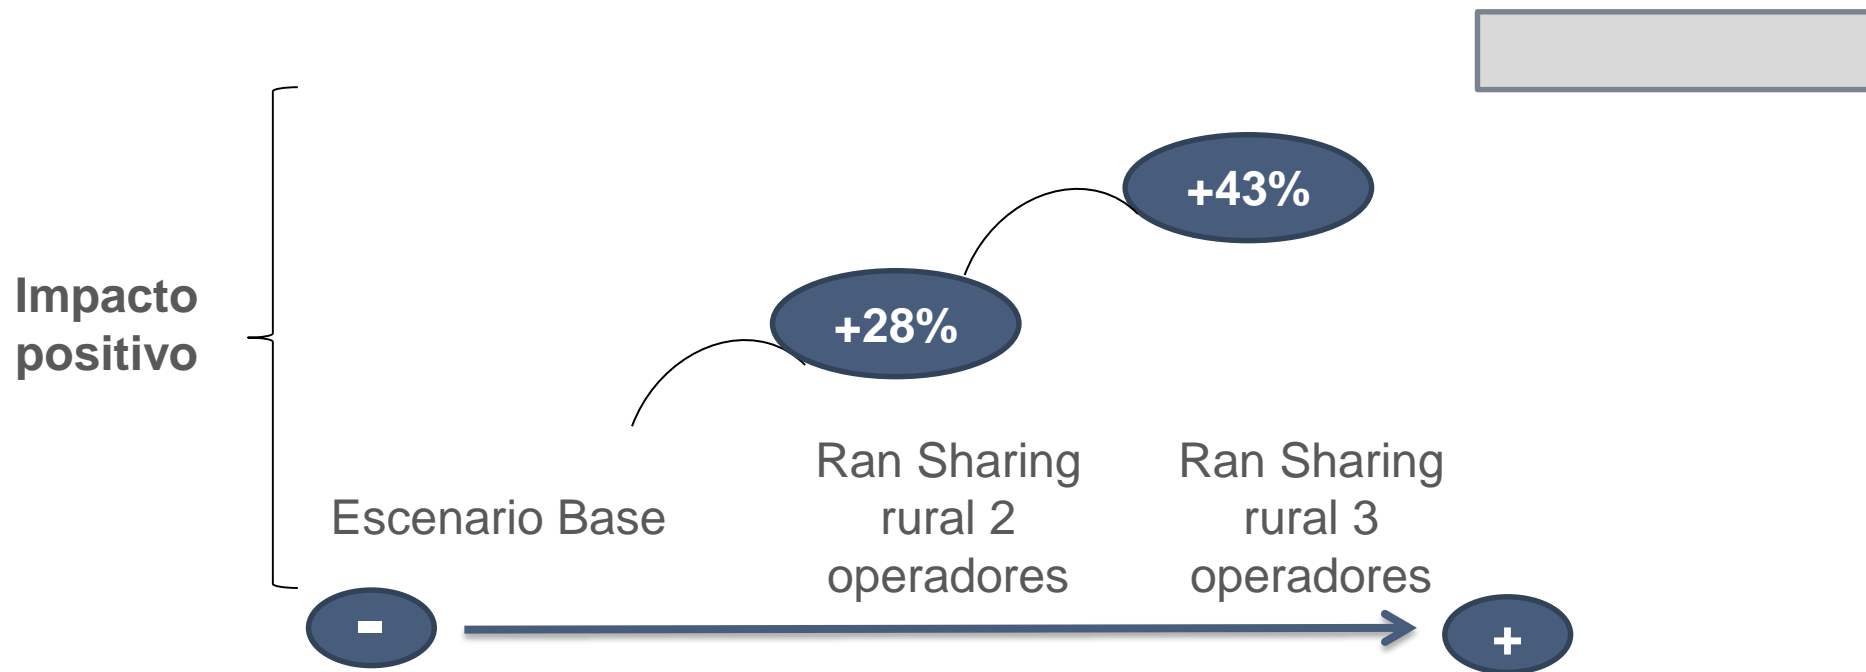 +43%
+28%
Impacto
positivo
Escenario Base
Ran Sharing
rural 2
operadores
Ran Sharing
rural 3
operadores
-
+